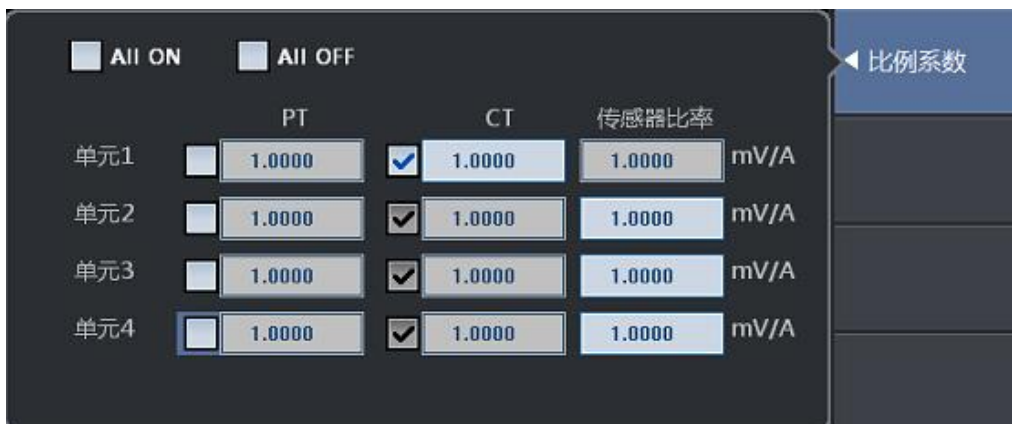 All ON All OFF
◀ 比例系数
PT CT 传感器比率
单元1 1.0000 1.0000 1.0000 mV/A
单元2 1.0000 1.0000 1.0000 mV/A
单元3 1.0000 1.0000 1.0000 mV/A
单元4 1.0000 1.0000 1.0000 mV/A